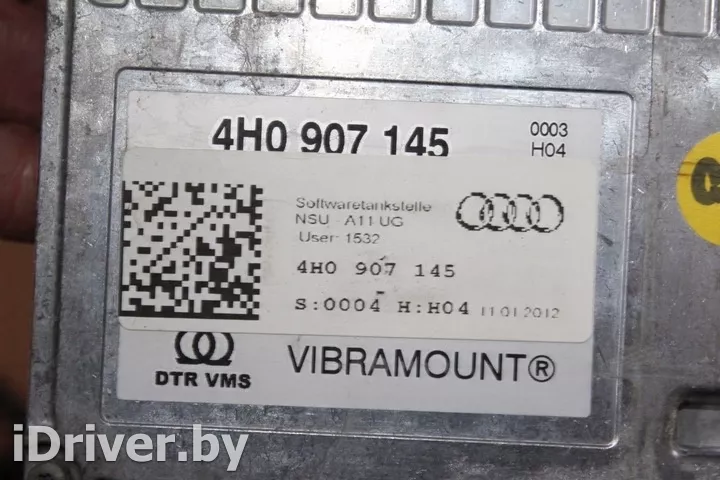 4H0 907 145
0003
H04
Softwaretankstelle
NSU - A11 UG
User: 1532
4H0 907 145
-
S:0004 H:H04 11.01.2012
DTR VMS
VIBRAMOUNT®
iDriver.by